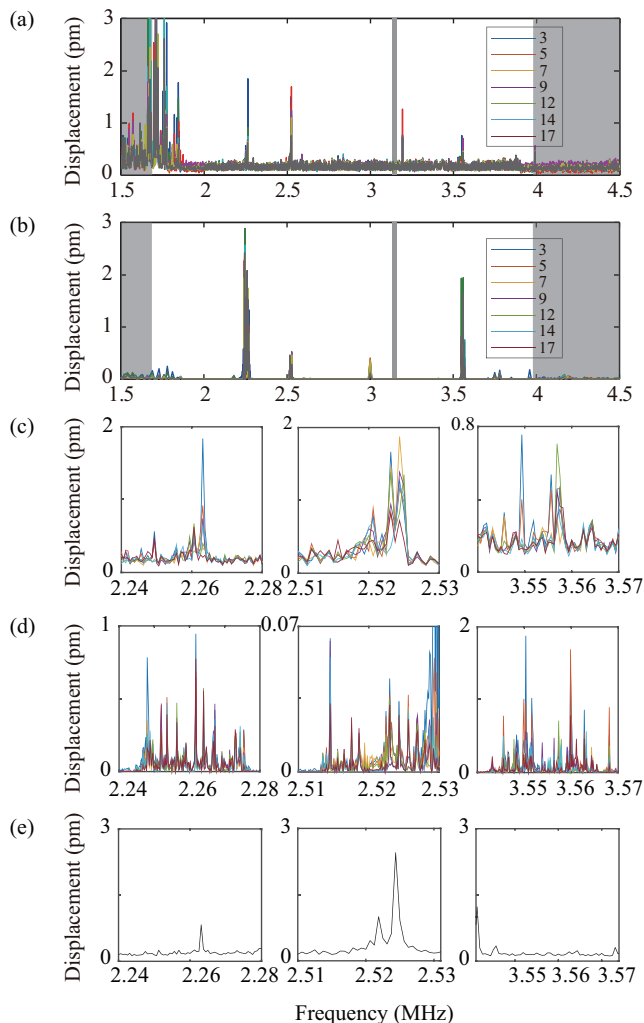 (a)
Displacement (pm)
3
2
1
0
3
5
7
9
12
14
17
1.5 2 2.5 3 3.5 4 4.5
(b)
Displacement (pm)
3
2
1
0
3
5
7
9
12
14
17
1.5 2 2.5 3 3.5 4 4.5
(c)
Displacement (pm)
2
0
2.24 2.26 2.28
2
0
2.51 2.52 2.53
0.8
0
3.55 3.56 3.57
(d)
Displacement (pm)
1
0
2.24 2.26 2.28
0.07
0
2.51 2.52 2.53
2
0
3.55 3.56 3.57
(e)
Displacement (pm)
3
0
2.24 2.26 2.28
3
0
2.51 2.52 2.53
3
0
3.55 3.56 3.57
Frequency (MHz)